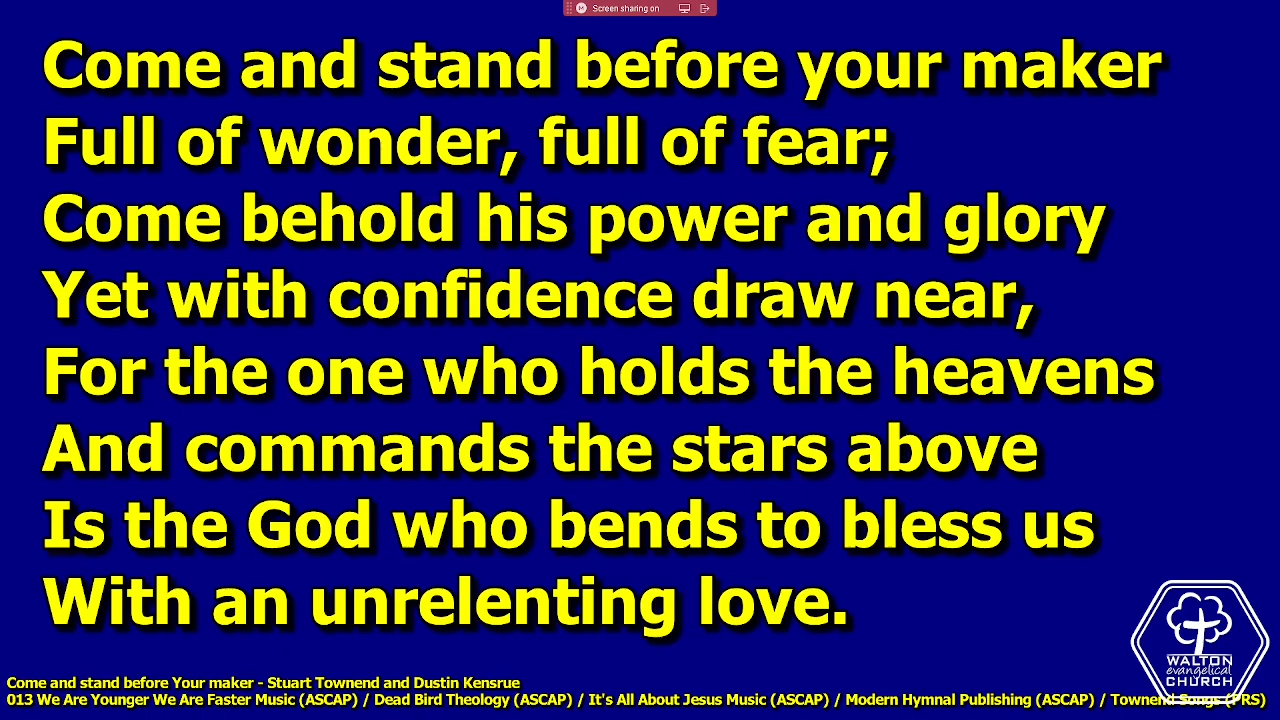 Screen sharing on
Come and stand before your maker
Full of wonder, full of fear;
Come behold his power and glory
Yet with confidence draw near,
For the one who holds the heavens
And commands the stars above
Is the God who bends to bless us
With an unrelenting love.
WALTON
evangelical
CHURCH
Come and stand before Your maker - Stuart Townend and Dustin Kensrue
013 We Are Younger We Are Faster Music (ASCAP) / Dead Bird Theology (ASCAP) / It's All About Jesus Music (ASCAP) / Modern Hymnal Publishing (ASCAP) / Townend Songs (PRS)